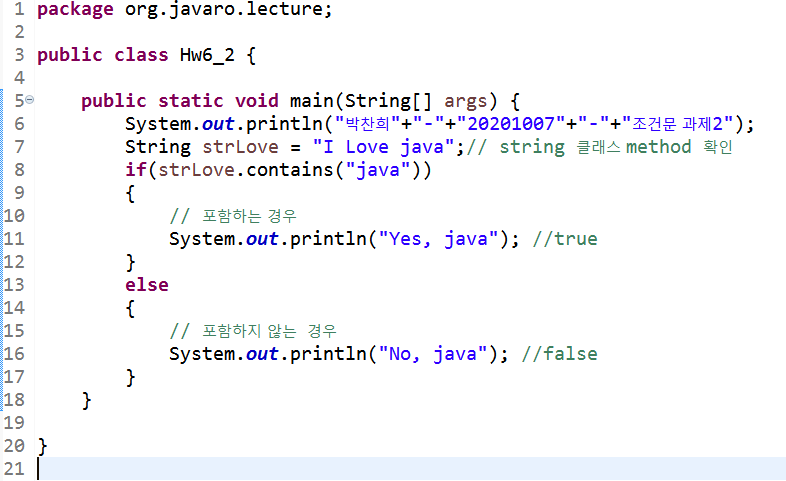 1 package org.javaro.lecture;
2
3 public class Hw6_2 {
4
5     public static void main(String[] args) {
6         System.out.println("박찬희"+"-"+"20201007"+"-"+"조건문 과제2");
7         String strLove = "I Love java";// string 클래스 method 확인
8         if(strLove.contains("java"))
9         {
10             // 포함하는 경우
11             System.out.println("Yes, java"); //true
12         }
13         else
14         {
15             // 포함하지 않는 경우
16             System.out.println("No, java"); //false
17         }
18     }
19
20 }
21